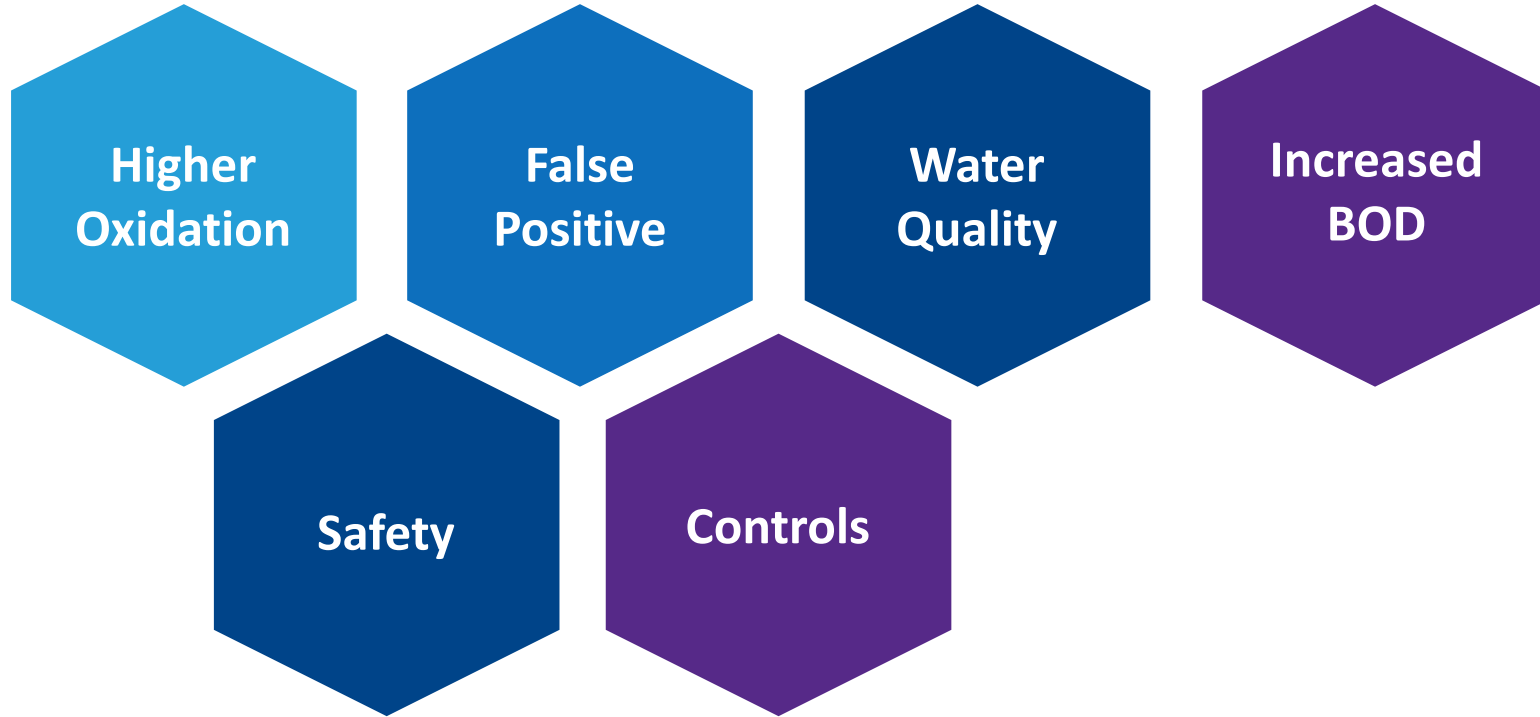 Higher
Oxidation
False
Positive
Water
Quality
Increased
BOD
Safety
Controls